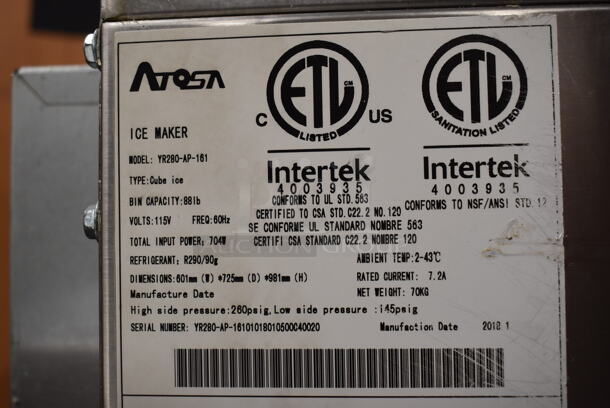 ATOSA
ETL CM
C LISTED US
Intertek
4003935
CONFORMS TO UL STD.563
CERTIFIED TO CSA STD.C22.2 NO.120
SE CONFORME UL STANDARD NOMBRE 563
CERTIFI CSA STANDARD C22.2 NOMBRE 120
ETL CM
SANITATION LISTED
Intertek
4003935
CONFORMS TO NSF/ANSI STD.12
ICE MAKER
MODEL: YR280-AP-161
TYPE:Cube ice
BIN CAPACITY:88lb
VOLTS:115V FREQ:60Hz
TOTAL INPUT POWER: 704W
REFRIGERANT: R290/90g
AMBIENT TEMP:2-43℃
DIMENSIONS:601mm (W) *725mm (D) *981mm (H)
RATED CURRENT: 7.2A
Manufacture Date
NET WEIGHT: 70KG
High side pressure:260psig,Low side pressure :145psig
SERIAL NUMBER: YR280-AP-16101018010500C40020
Manufaction Date 2018.1
AUCTION GROUP